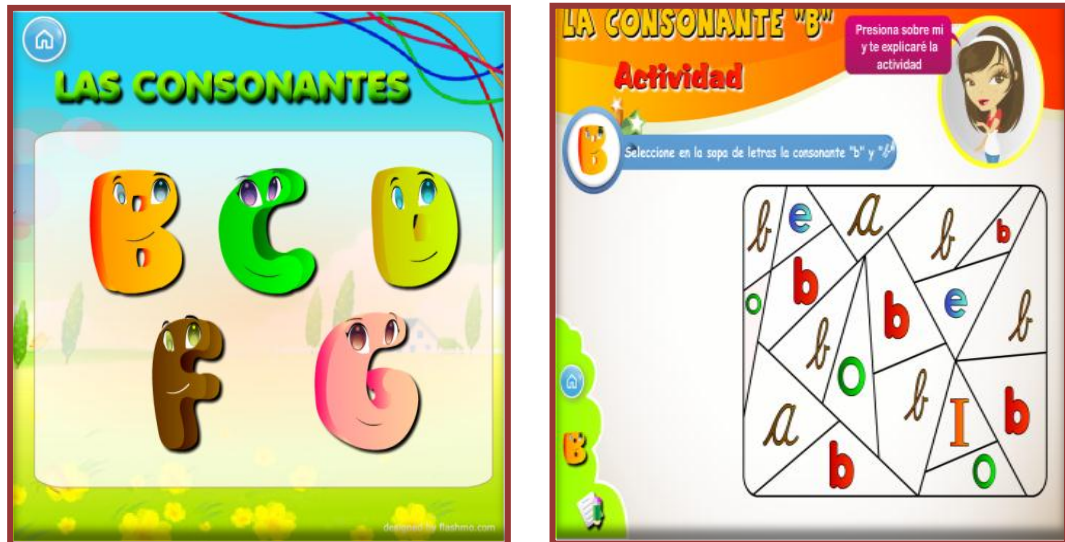 LAS CONSONANTES
B C D
F G
designed by flashmo.com
LA CONSONANTE "B"
Actividad
Presiona sobre mi
y te explicaré la
actividad
B
Seleccione en la sopa de letras la consonante "b" y "b"
b e a b b
o b b e b
b o b I b
a b o
B